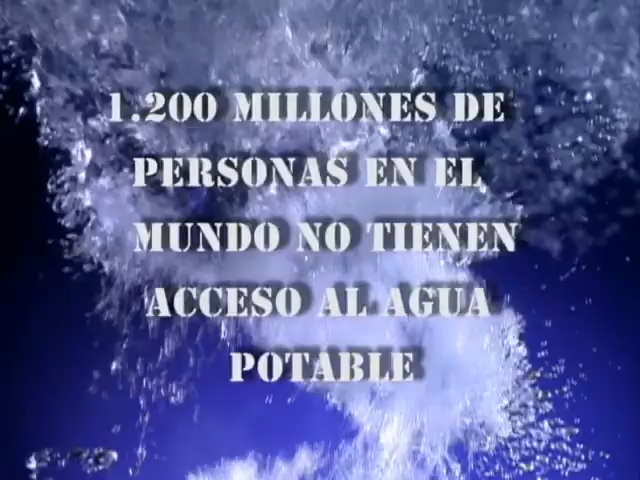 1.200 MILLONES DE
PERSONAS EN EL
MUNDO NO TIENEN
ACCESO AL AGUA
POTABLE